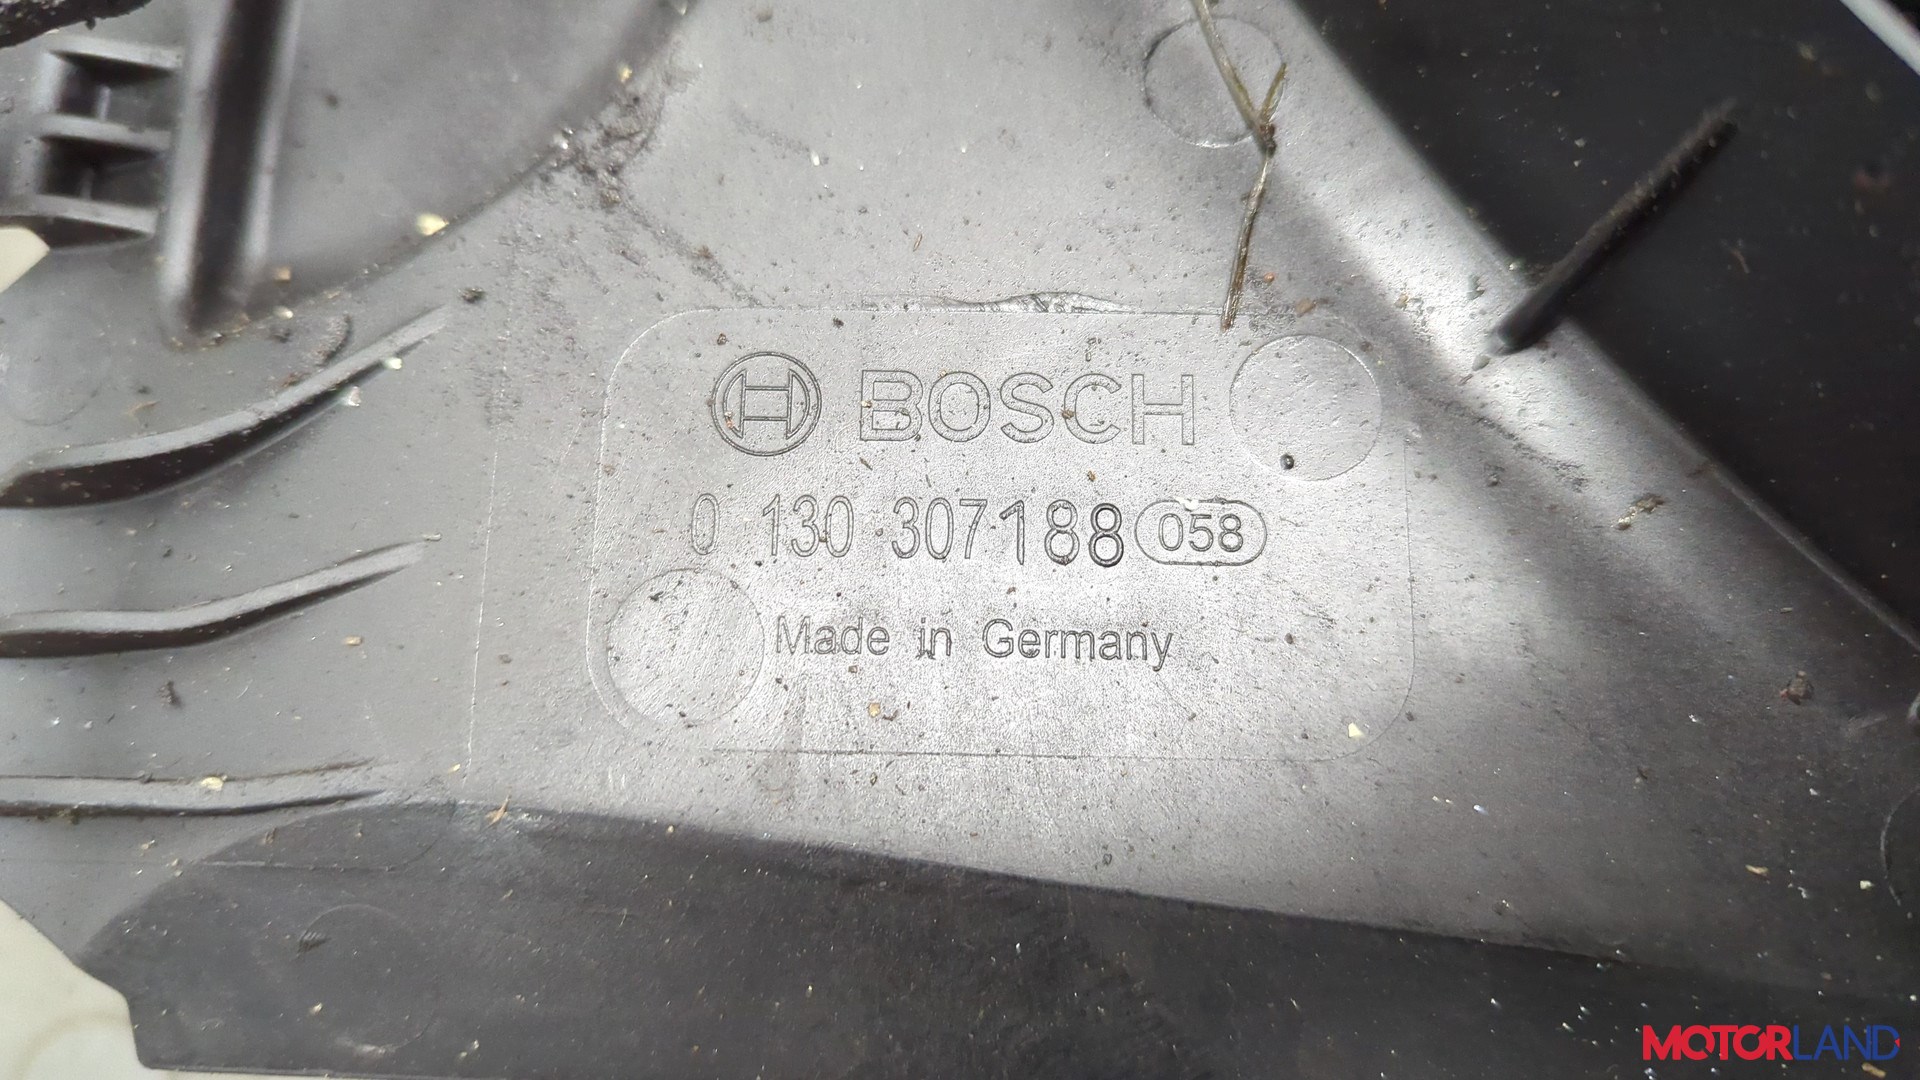 BOSCH
0 130 307 188 058
Made in Germany
MOTORLAND